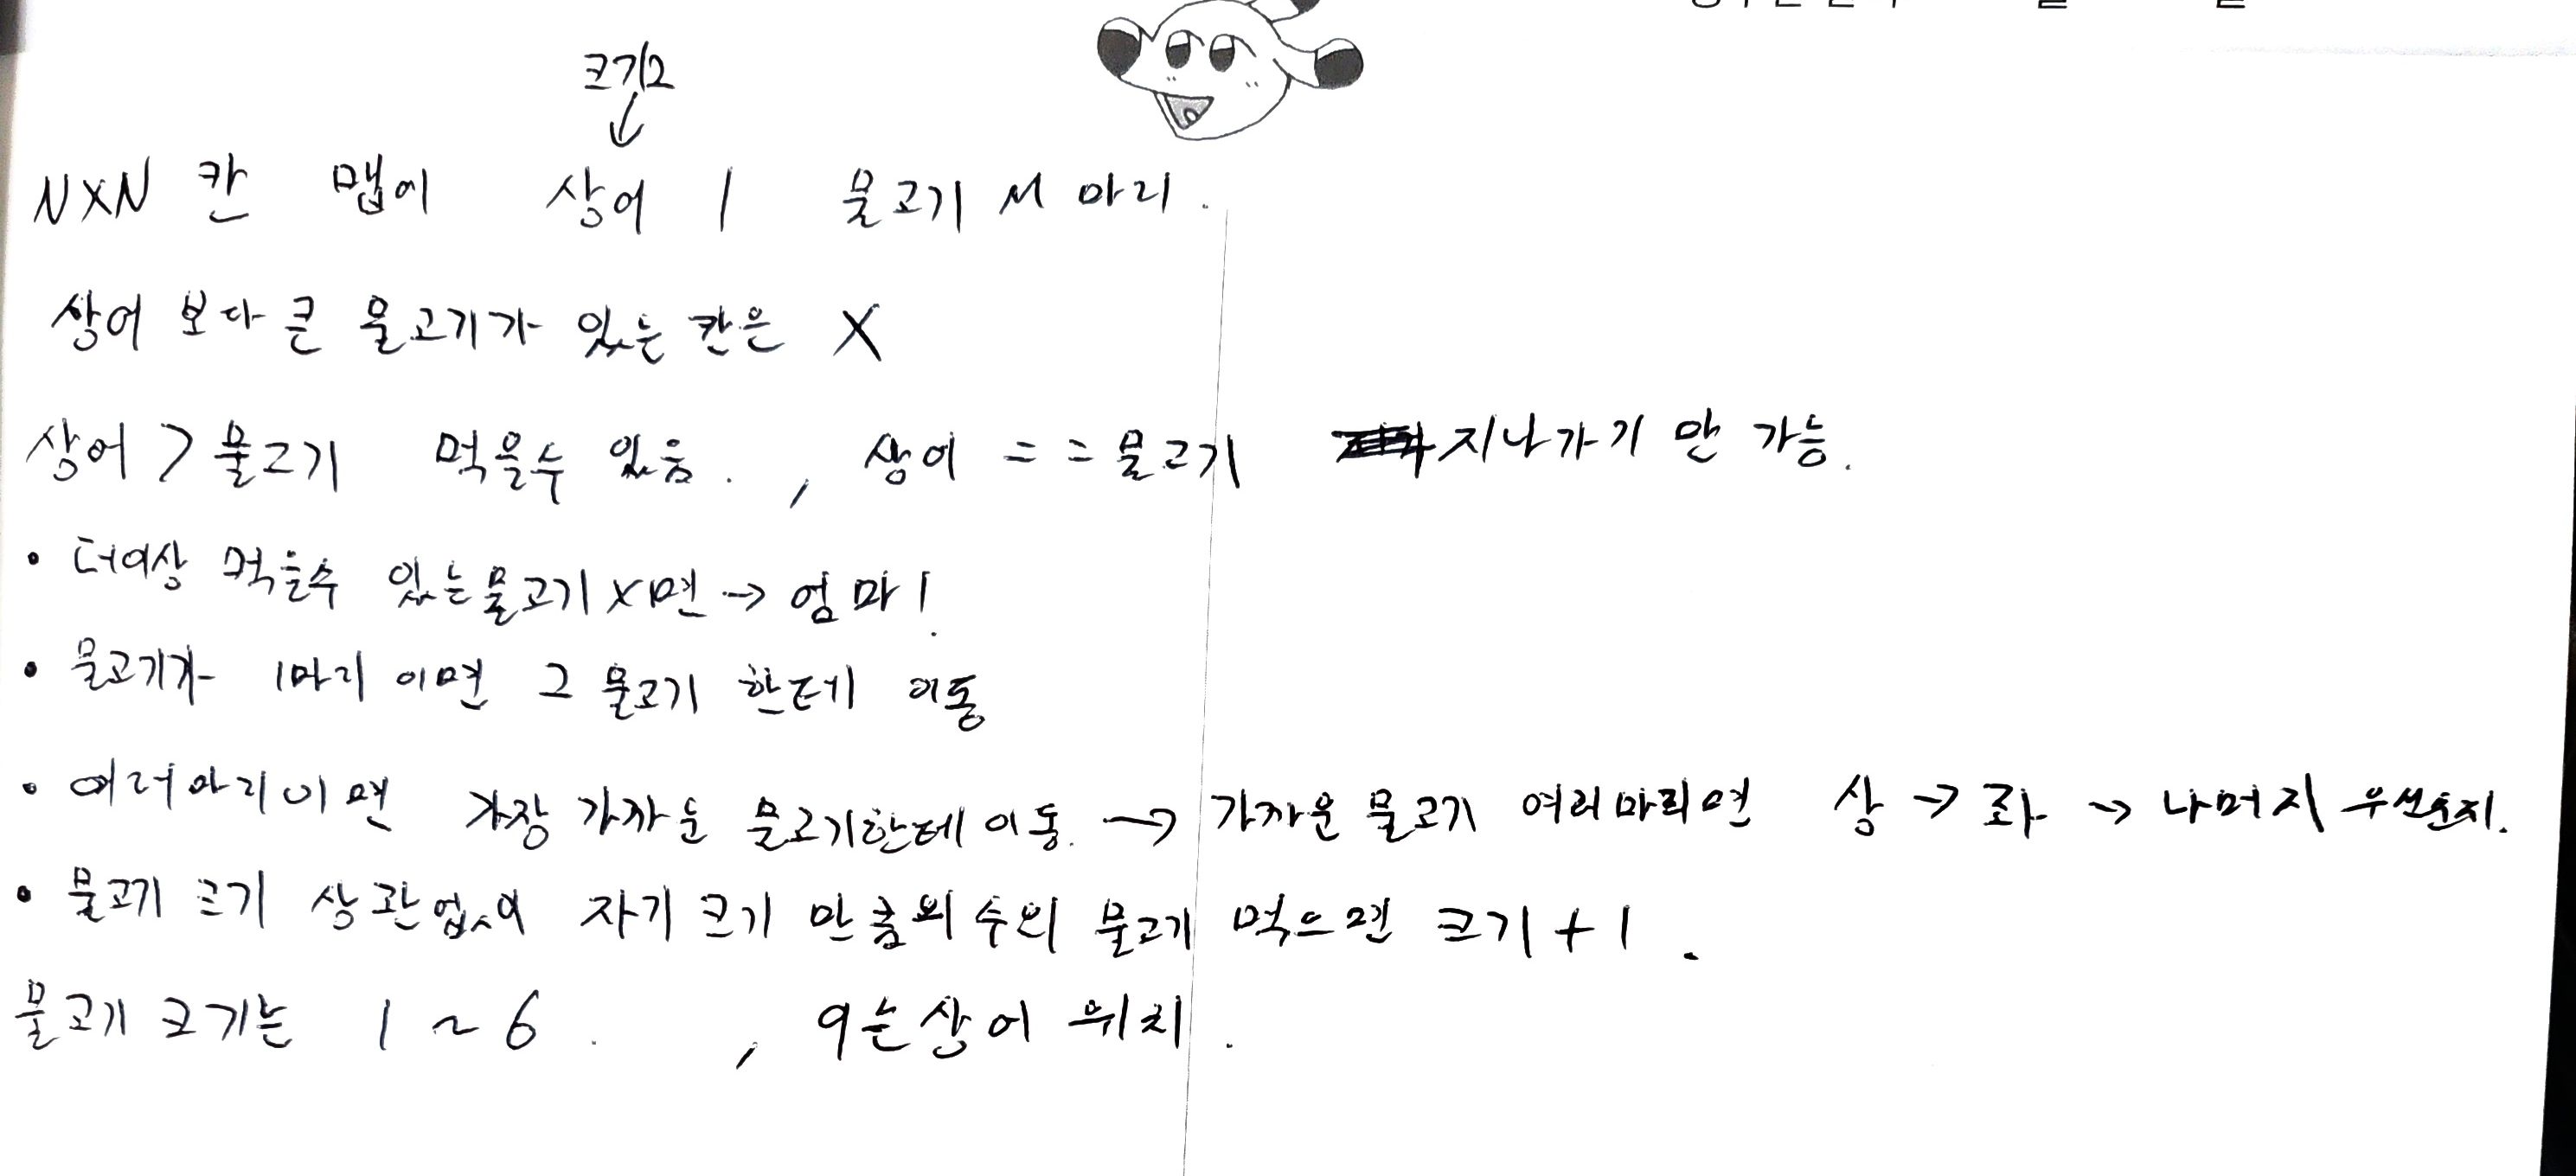 크기2
↓
NXN 칸 맵에 상어 1 물고기 M 마리.
상어 보다 큰 물고기가 있는 칸은 X
상어 > 물고기 먹을수 있음. , 상어 == 물고기 지나가기 만 가능.
• 더이상 먹을수 있는물고기 X면 → 엄마!
• 물고기가 1마리 이면 그 물고기 한테 이동
• 여러마리이면 가장 가까운 물고기한테 이동. → 가까운 물고기 여러마리면 상 → 좌 → 나머지 우선순위.
• 물고기 크기 상관없이 자기 크기 만큼의 수의 물고기 먹으면 크기 + 1.
물고기 크기는 1 ~ 6. , 9는 상어 위치.